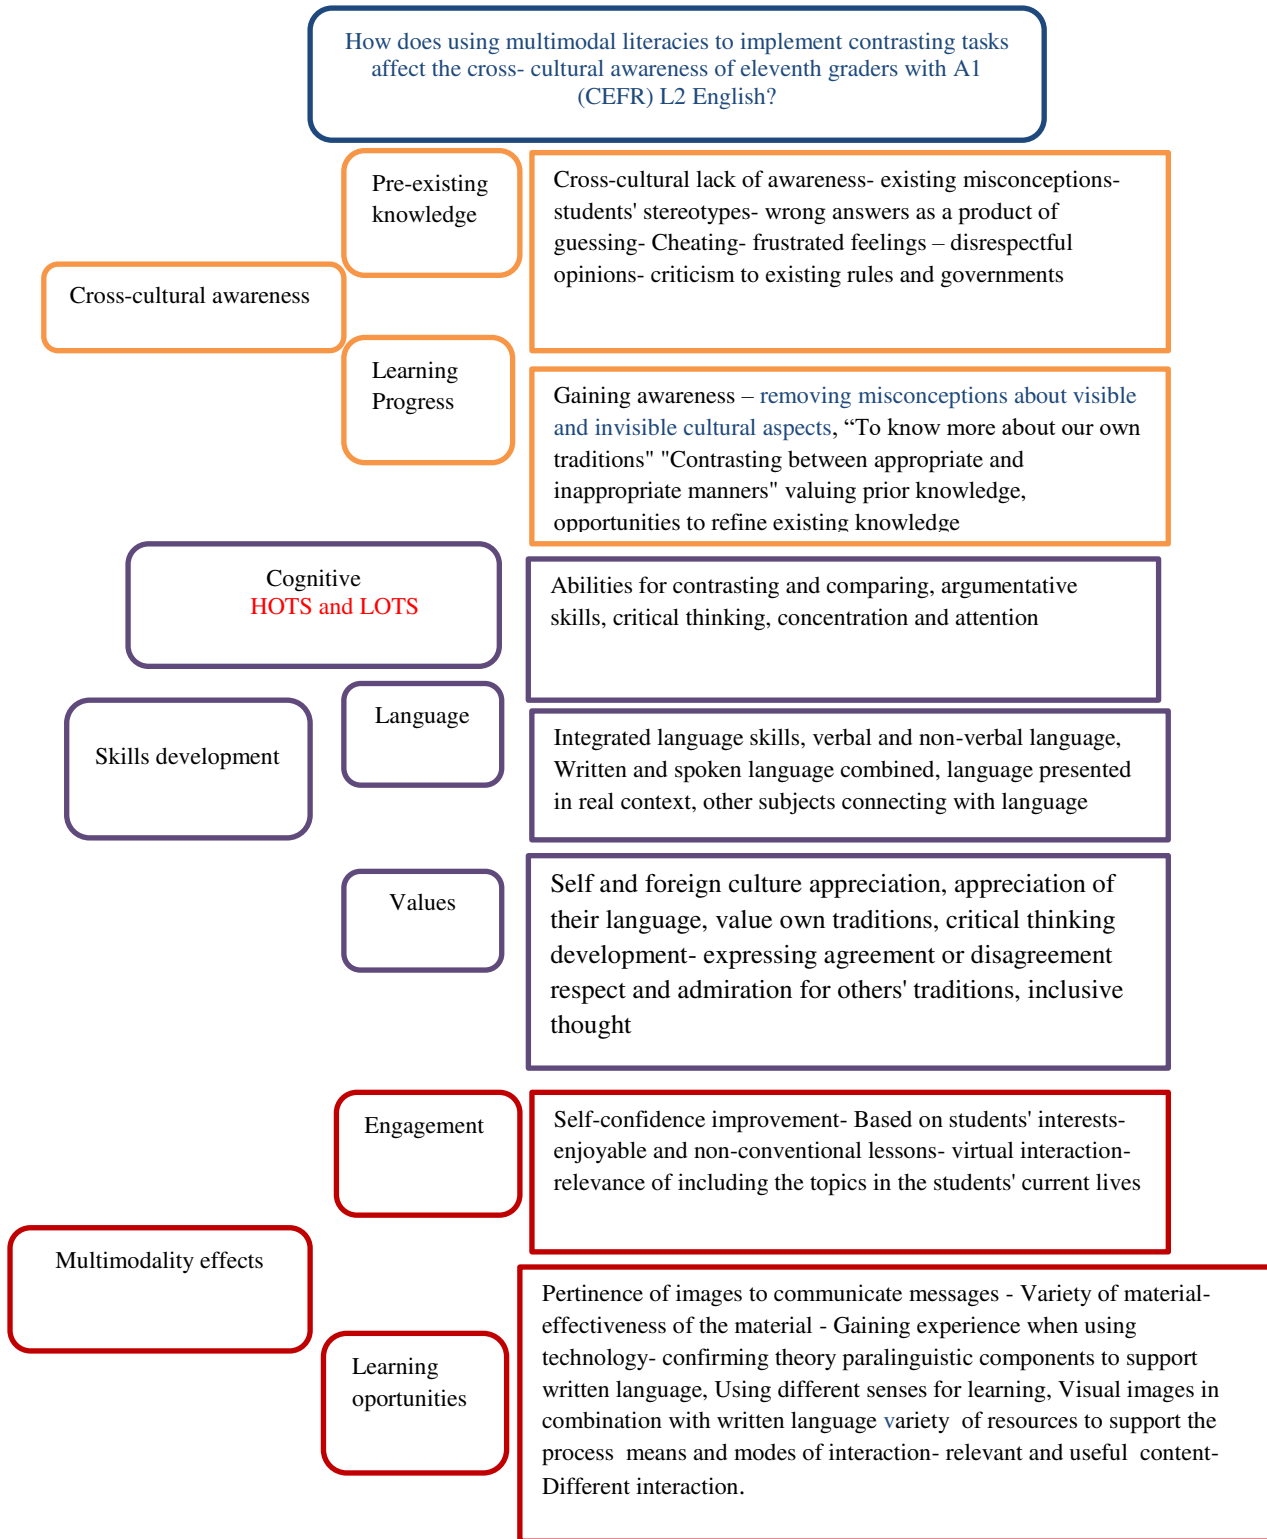 How does using multimodal literacies to implement contrasting tasks
affect the cross- cultural awareness of eleventh graders with A1
(CEFR) L2 English?
Pre-existing
knowledge
Cross-cultural lack of awareness- existing misconceptions-
students' stereotypes- wrong answers as a product of
guessing- Cheating- frustrated feelings – disrespectful
opinions- criticism to existing rules and governments
Cross-cultural awareness
Learning
Progress
Gaining awareness – removing misconceptions about visible
and invisible cultural aspects, “To know more about our own
traditions" "Contrasting between appropriate and
inappropriate manners" valuing prior knowledge,
opportunities to refine existing knowledge
Cognitive
HOTS and LOTS
Abilities for contrasting and comparing, argumentative
skills, critical thinking, concentration and attention
Language
Integrated language skills, verbal and non-verbal language,
Written and spoken language combined, language presented
in real context, other subjects connecting with language
Skills development
Values
Self and foreign culture appreciation, appreciation of
their language, value own traditions, critical thinking
development- expressing agreement or disagreement
respect and admiration for others' traditions, inclusive
thought
Engagement
Self-confidence improvement- Based on students' interests-
enjoyable and non-conventional lessons- virtual interaction-
relevance of including the topics in the students' current lives
Multimodality effects
Learning
oportunities
Pertinence of images to communicate messages - Variety of material-
effectiveness of the material - Gaining experience when using
technology- confirming theory paralinguistic components to support
written language, Using different senses for learning, Visual images in
combination with written language variety of resources to support the
process means and modes of interaction- relevant and useful content-
Different interaction.